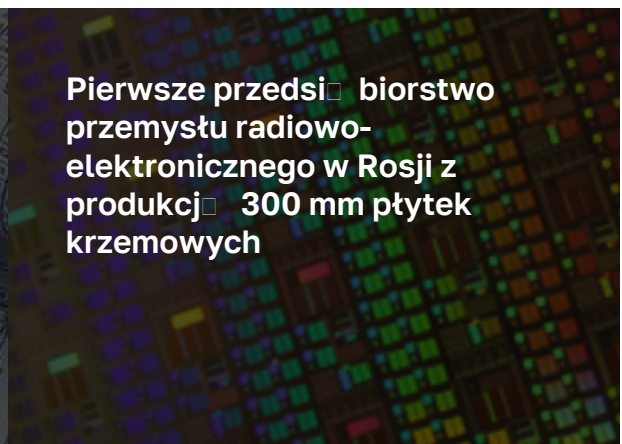 Pierwsze przedsi□ biorstwo
przemysłu radiowo-
elektronicznego w Rosji z
produkcj□ 300 mm płytek
krzemowych